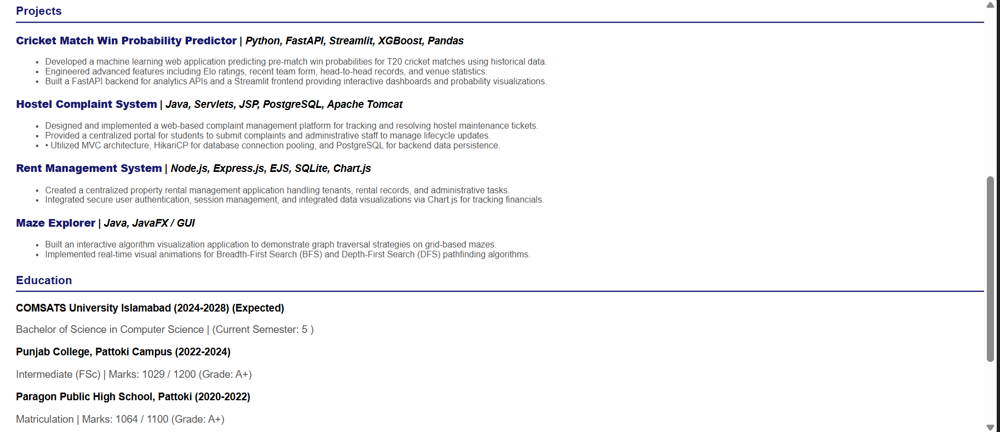 Projects
Cricket Match Win Probability Predictor | Python, FastAPI, Streamlit, XGBoost, Pandas
• Developed a machine learning web application predicting pre-match win probabilities for T20 cricket matches using historical data.
• Engineered advanced features including Elo ratings, recent team form, head-to-head records, and venue statistics.
• Built a FastAPI backend for analytics APIs and a Streamlit frontend providing interactive dashboards and probability visualizations.
Hostel Complaint System | Java, Servlets, JSP, PostgreSQL, Apache Tomcat
• Designed and implemented a web-based complaint management platform for tracking and resolving hostel maintenance tickets.
• Provided a centralized portal for students to submit complaints and administrative staff to manage lifecycle updates.
• • Utilized MVC architecture, HikariCP for database connection pooling, and PostgreSQL for backend data persistence.
Rent Management System | Node.js, Express.js, EJS, SQLite, Chart.js
• Created a centralized property rental management application handling tenants, rental records, and administrative tasks.
• Integrated secure user authentication, session management, and integrated data visualizations via Chart.js for tracking financials.
Maze Explorer | Java, JavaFX / GUI
• Built an interactive algorithm visualization application to demonstrate graph traversal strategies on grid-based mazes.
• Implemented real-time visual animations for Breadth-First Search (BFS) and Depth-First Search (DFS) pathfinding algorithms.
Education
COMSATS University Islamabad (2024-2028) (Expected)
Bachelor of Science in Computer Science | (Current Semester: 5 )
Punjab College, Pattoki Campus (2022-2024)
Intermediate (FSc) | Marks: 1029 / 1200 (Grade: A+)
Paragon Public High School, Pattoki (2020-2022)
Matriculation | Marks: 1064 / 1100 (Grade: A+)